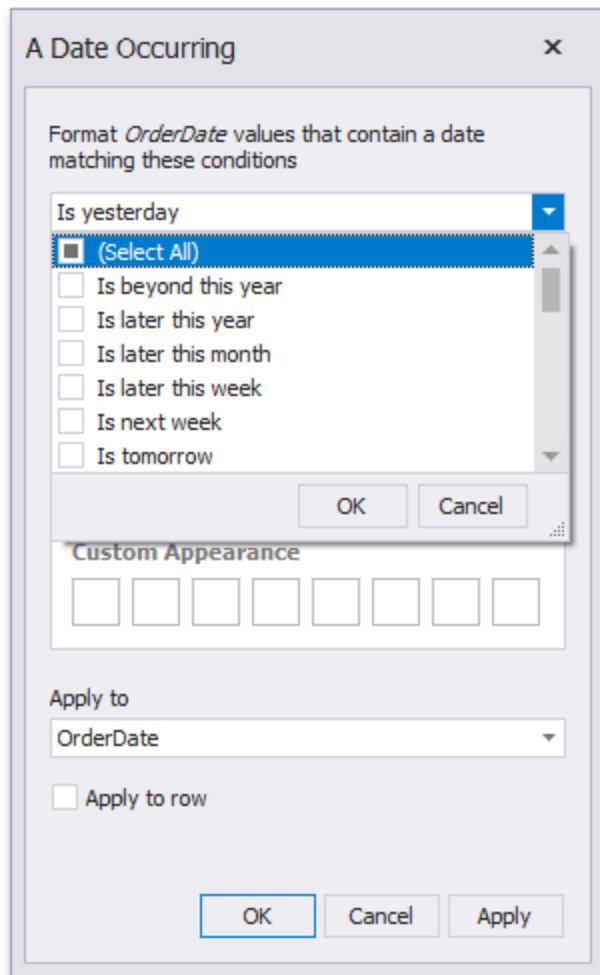 A Date Occurring
Format OrderDate values that contain a date
matching these conditions
Is yesterday
(Select All)
Is beyond this year
Is later this year
Is later this month
Is later this week
Is next week
Is tomorrow
OK Cancel
Custom Appearance
Apply to
OrderDate
Apply to row
OK Cancel Apply